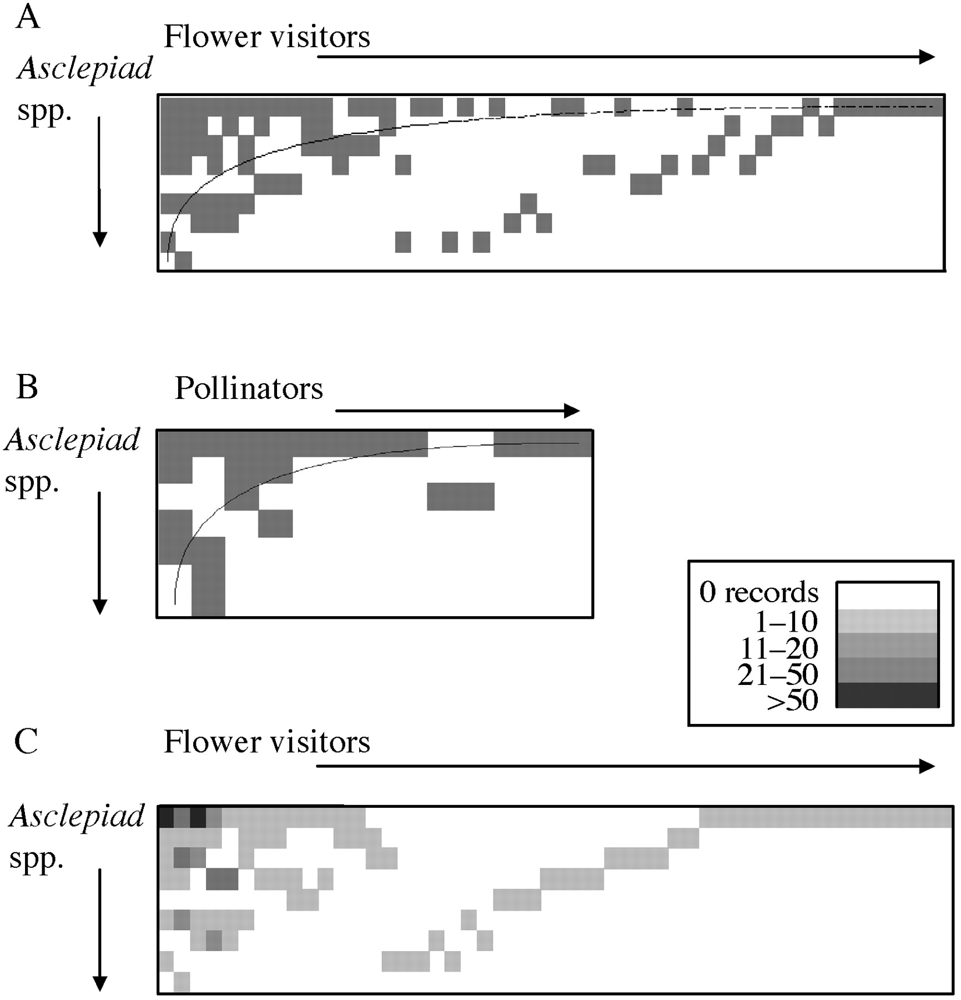 A
Flower visitors
Asclepiad
spp.
B
Pollinators
Asclepiad
spp.
0 records
1–10
11–20
21–50
>50
C
Flower visitors
Asclepiad
spp.